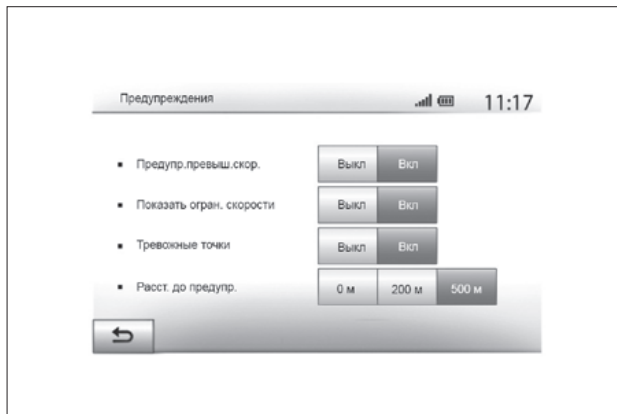 Предупреждения 11:17
Предупр.превыш.скор. Выкл Вкл
Показать огран. скорости Выкл Вкл
Тревожные точки Выкл Вкл
Расст. до предупр. 0 м 200 м 500 м